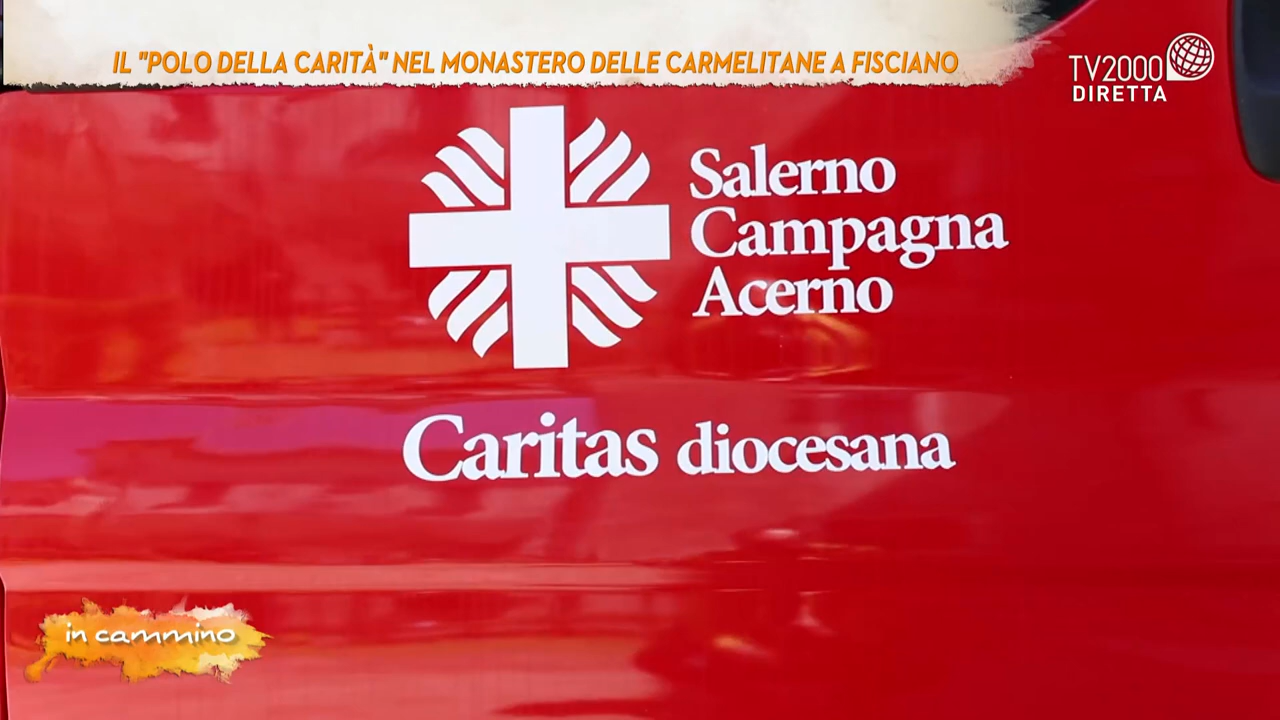 IL "POLO DELLA CARITÀ" NEL MONASTERO DELLE CARMELITANE A FISCIANO
TV2000
DIRETTA
Salerno
Campagna
Acerno
Caritas diocesana
in cammino